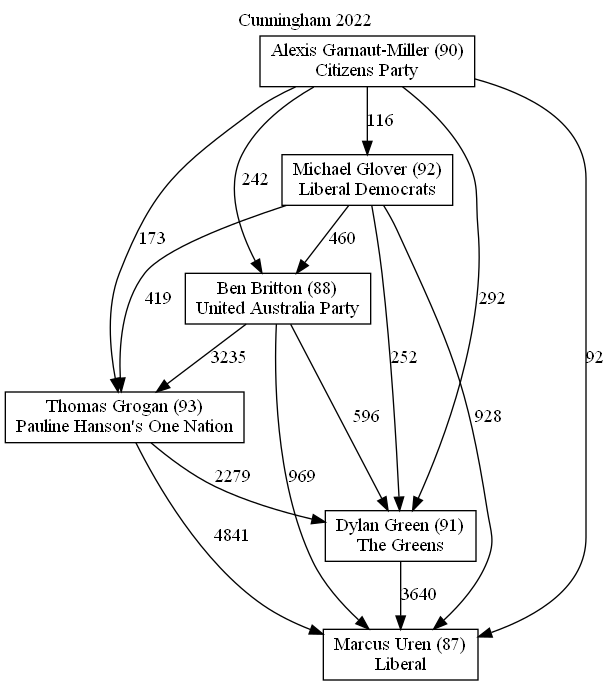 Cunningham 2022
Alexis Garnaut-Miller (90)
Citizens Party
116
Michael Glover (92)
Liberal Democrats
242
173
460
Ben Britton (88)
United Australia Party
419
292
3235
252
92
Thomas Grogan (93)
Pauline Hanson's One Nation
596
928
2279
969
4841
Dylan Green (91)
The Greens
3640
Marcus Uren (87)
Liberal